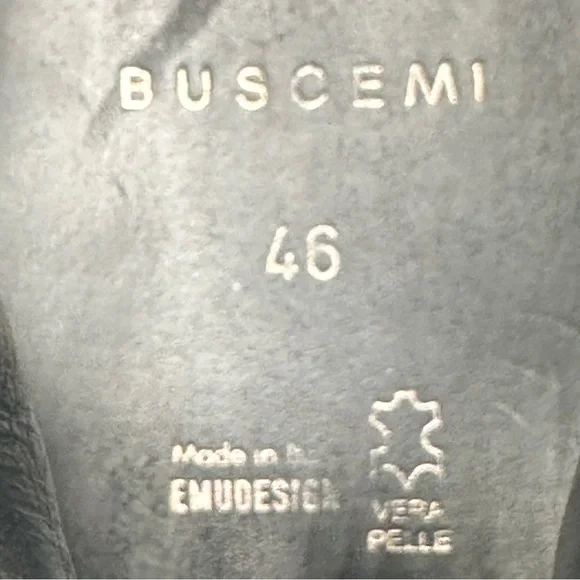 BUSCEMI
46
Made in
EMUDESIGN
VERA
PELLE